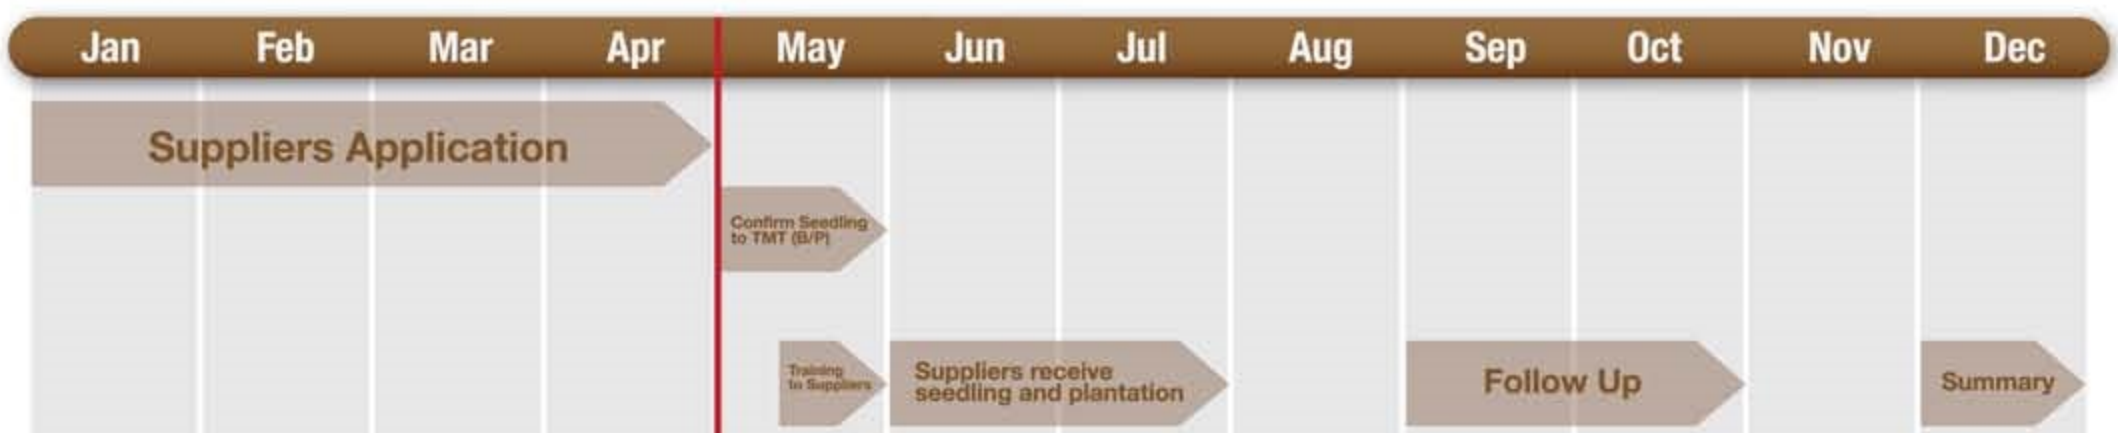 Jan Feb Mar Apr May Jun Jul Aug Sep Oct Nov Dec
Suppliers Application
Confirm Seedling
to TMT (B/P)
Training
to Suppliers
Suppliers receive
seedling and plantation
Follow Up
Summary